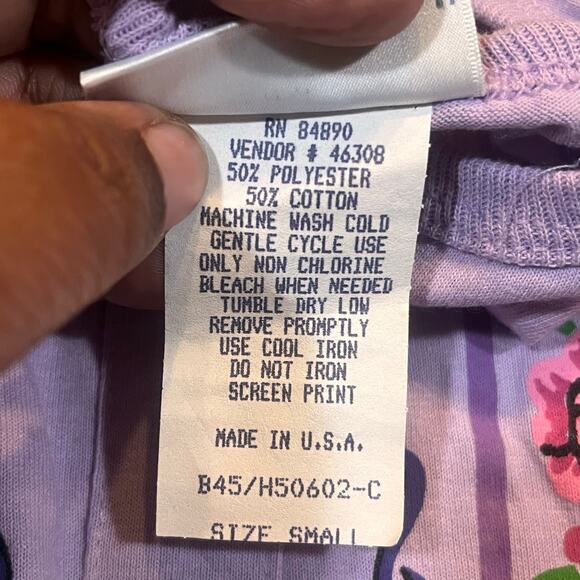 RN 84890
VENDOR # 46308
50% POLYESTER
50% COTTON
MACHINE WASH COLD
GENTLE CYCLE USE
ONLY NON CHLORINE
BLEACH WHEN NEEDED
TUMBLE DRY LOW
REMOVE PROMPTLY
USE COOL IRON
DO NOT IRON
SCREEN PRINT
MADE IN U.S.A.
B45/H50602-C
SIZE SMALL